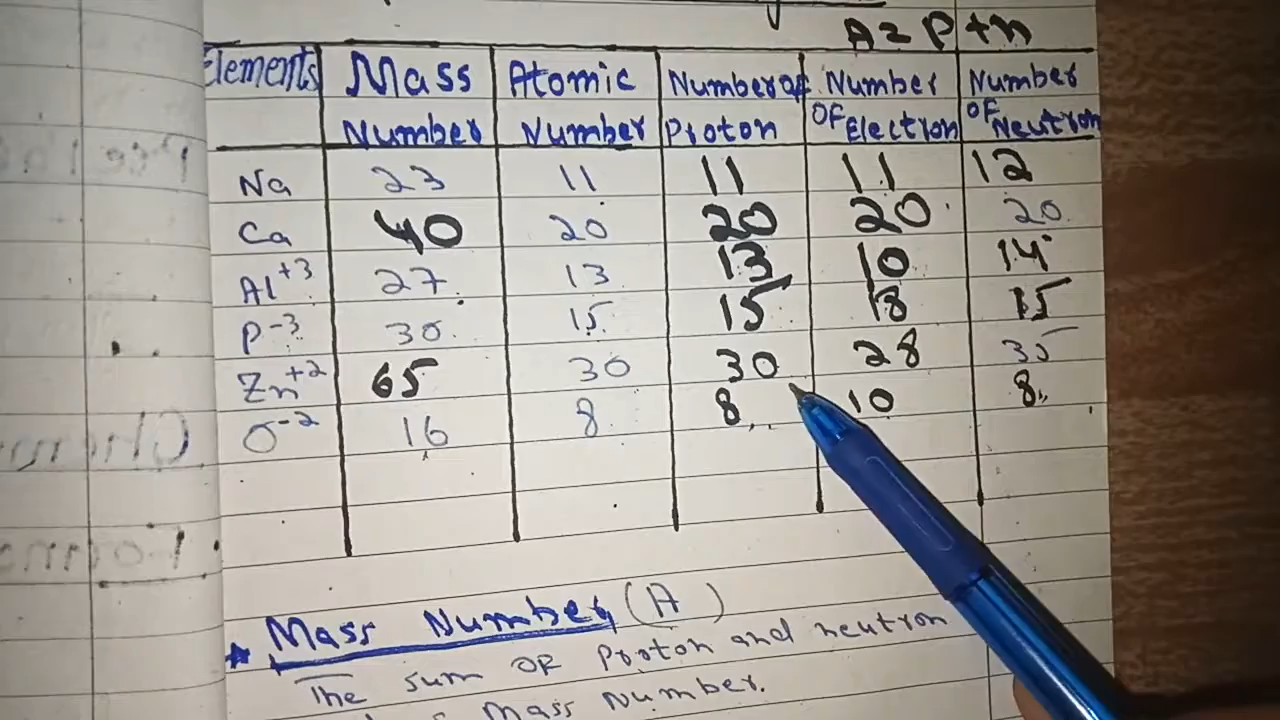 A = P + n
Elements Mass Number Atomic Number Number of Proton Number OF Electron Number OF Neutron
Na 23 11 11 11 12
Ca 40 20 20 20 20
Al+3 27 13 13 10 14
P-3 30 15 15 18 15
Zn+2 65 30 30 28 35
O-2 16 8 8 10 8
Mass Number (A)
The sum OF Proton and neutron
Mass Number.